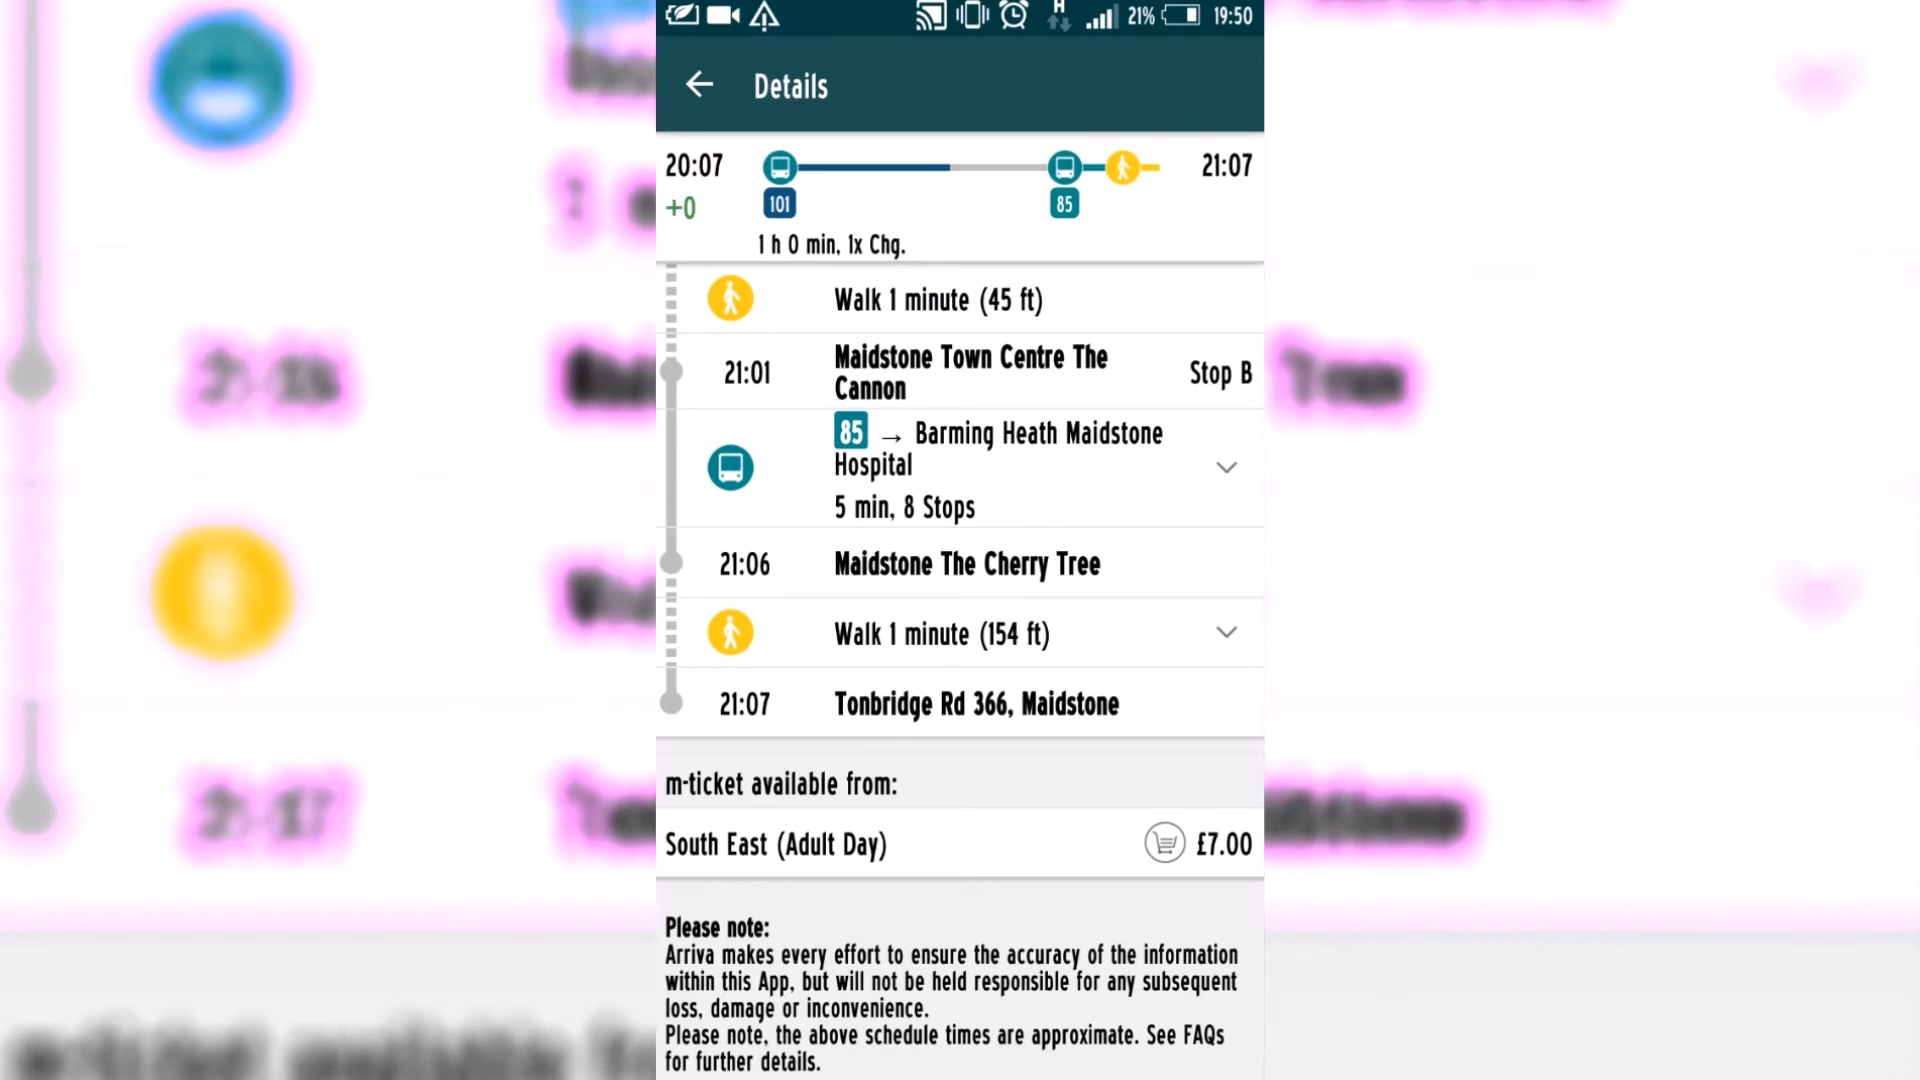 H
21%
19:50
Details
20:07
21:07
+0
101
85
1 h 0 min, 1x Chg.
Walk 1 minute (45 ft)
21:01
Maidstone Town Centre The
Cannon
Stop B
85 → Barming Heath Maidstone
Hospital
5 min, 8 Stops
21:06
Maidstone The Cherry Tree
Walk 1 minute (154 ft)
21:07
Tonbridge Rd 366, Maidstone
m-ticket available from:
South East (Adult Day)
£7.00
Please note:
Arriva makes every effort to ensure the accuracy of the information
within this App, but will not be held responsible for any subsequent
loss, damage or inconvenience.
Please note, the above schedule times are approximate. See FAQs
for further details.